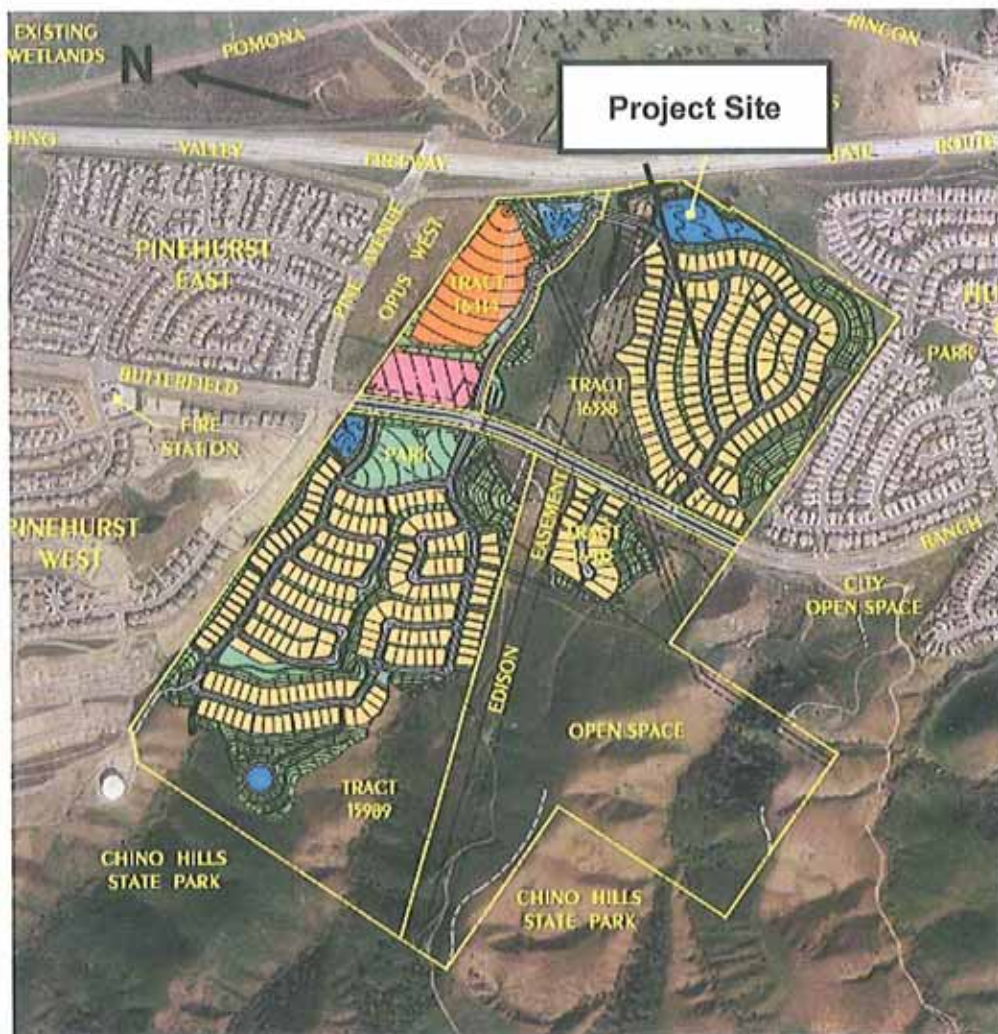 EXISTING
WETLANDS
POMONA
RINCON
N
Project Site
VALLEY
FREEWAY
ROUTE
PINEHURST
EAST
PINE AVENUE
OPUS WEST
TRACT
PARK
BUTTERFIELD
TRACT
16338
FIRE
STATION
PARK
PINEHURST
WEST
EASEMENT
RANCH
CITY
OPEN SPACE
EDISON
OPEN SPACE
TRACT
15989
CHINO HILLS
STATE PARK
CHINO HILLS
STATE PARK